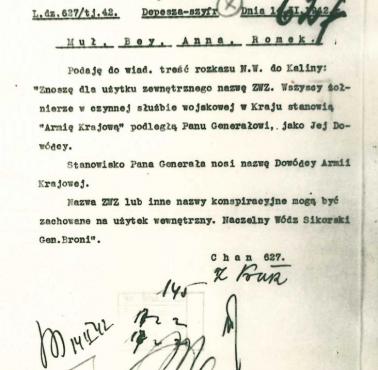 L.dz.627/tj.42. Depesza-szyfr Dnia 14.II.1942.
Muł, Bey, Anna, Romek.
Podaję do wiad. treść rozkazu N.W. do Kaliny:
"Znoszę dla użytku zewnętrznego nazwę ZWZ. Wszyscy żoł-
nierze w czynnej służbie wojskowej w Kraju stanowią
"Armię Krajową" podległą Panu Generałowi, jako Jej Do-
wódcy.
Stanowisko Pana Generała nosi nazwę Dowódcy Armii
Krajowej.
Nazwa ZWZ lub inne nazwy konspiracyjne mogą być
zachowane na użytek wewnętrzny. Naczelny Wódz Sikorski
Gen.Broni".
Chan 627.
145
14 II 42